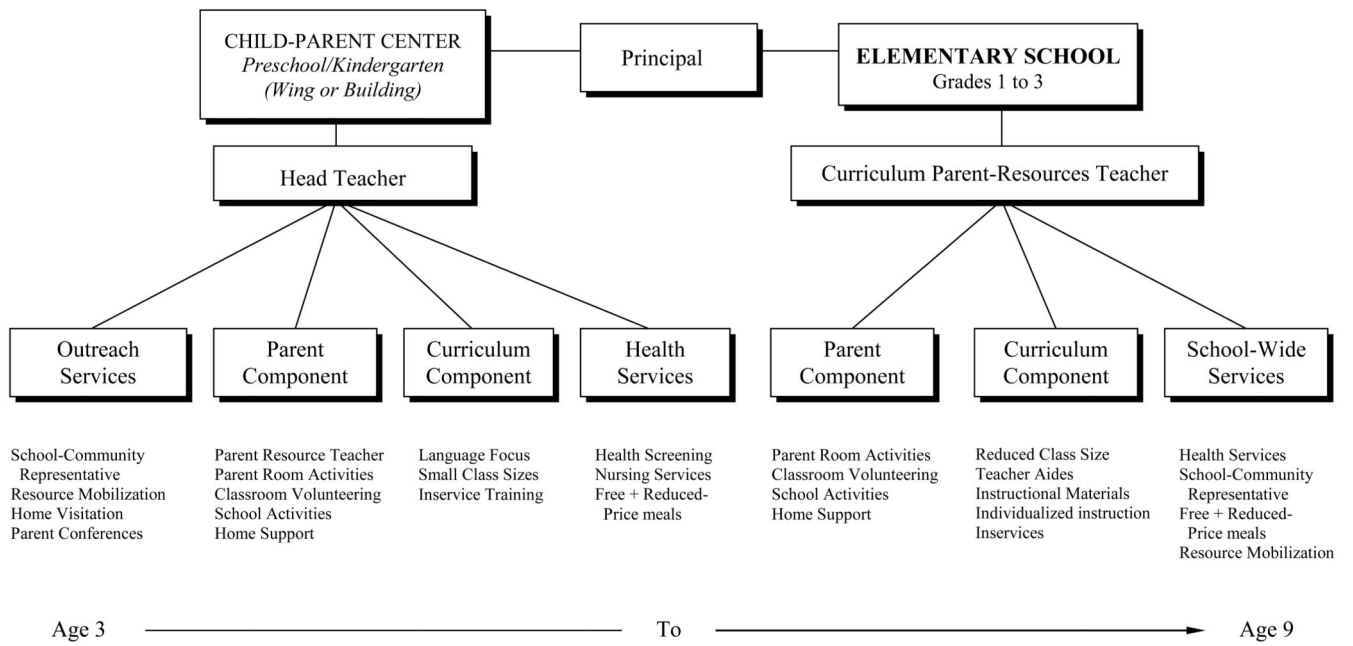 CHILD-PARENT CENTER
Preschool/Kindergarten
(Wing or Building)
Principal
ELEMENTARY SCHOOL
Grades 1 to 3
Head Teacher
Curriculum Parent-Resources Teacher
Outreach
Services
Parent
Component
Curriculum
Component
Health
Services
Parent
Component
Curriculum
Component
School-Wide
Services
School-Community
Representative
Resource Mobilization
Home Visitation
Parent Conferences
Parent Resource Teacher
Parent Room Activities
Classroom Volunteering
School Activities
Home Support
Language Focus
Small Class Sizes
Inservice Training
Health Screening
Nursing Services
Free + Reduced-
Price meals
Parent Room Activities
Classroom Volunteering
School Activities
Home Support
Reduced Class Size
Teacher Aides
Instructional Materials
Individualized instruction
Inservices
Health Services
School-Community
Representative
Free + Reduced-
Price meals
Resource Mobilization
Age 3
To
Age 9